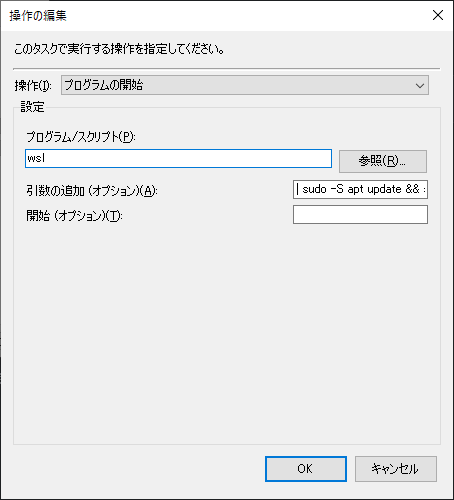 操作の編集
このタスクで実行する操作を指定してください。
操作(I): プログラムの開始
設定
プログラム/スクリプト(P):
wsl 参照(R)...
引数の追加 (オプション)(A): | sudo -S apt update &&
開始 (オプション)(T):
OK キャンセル